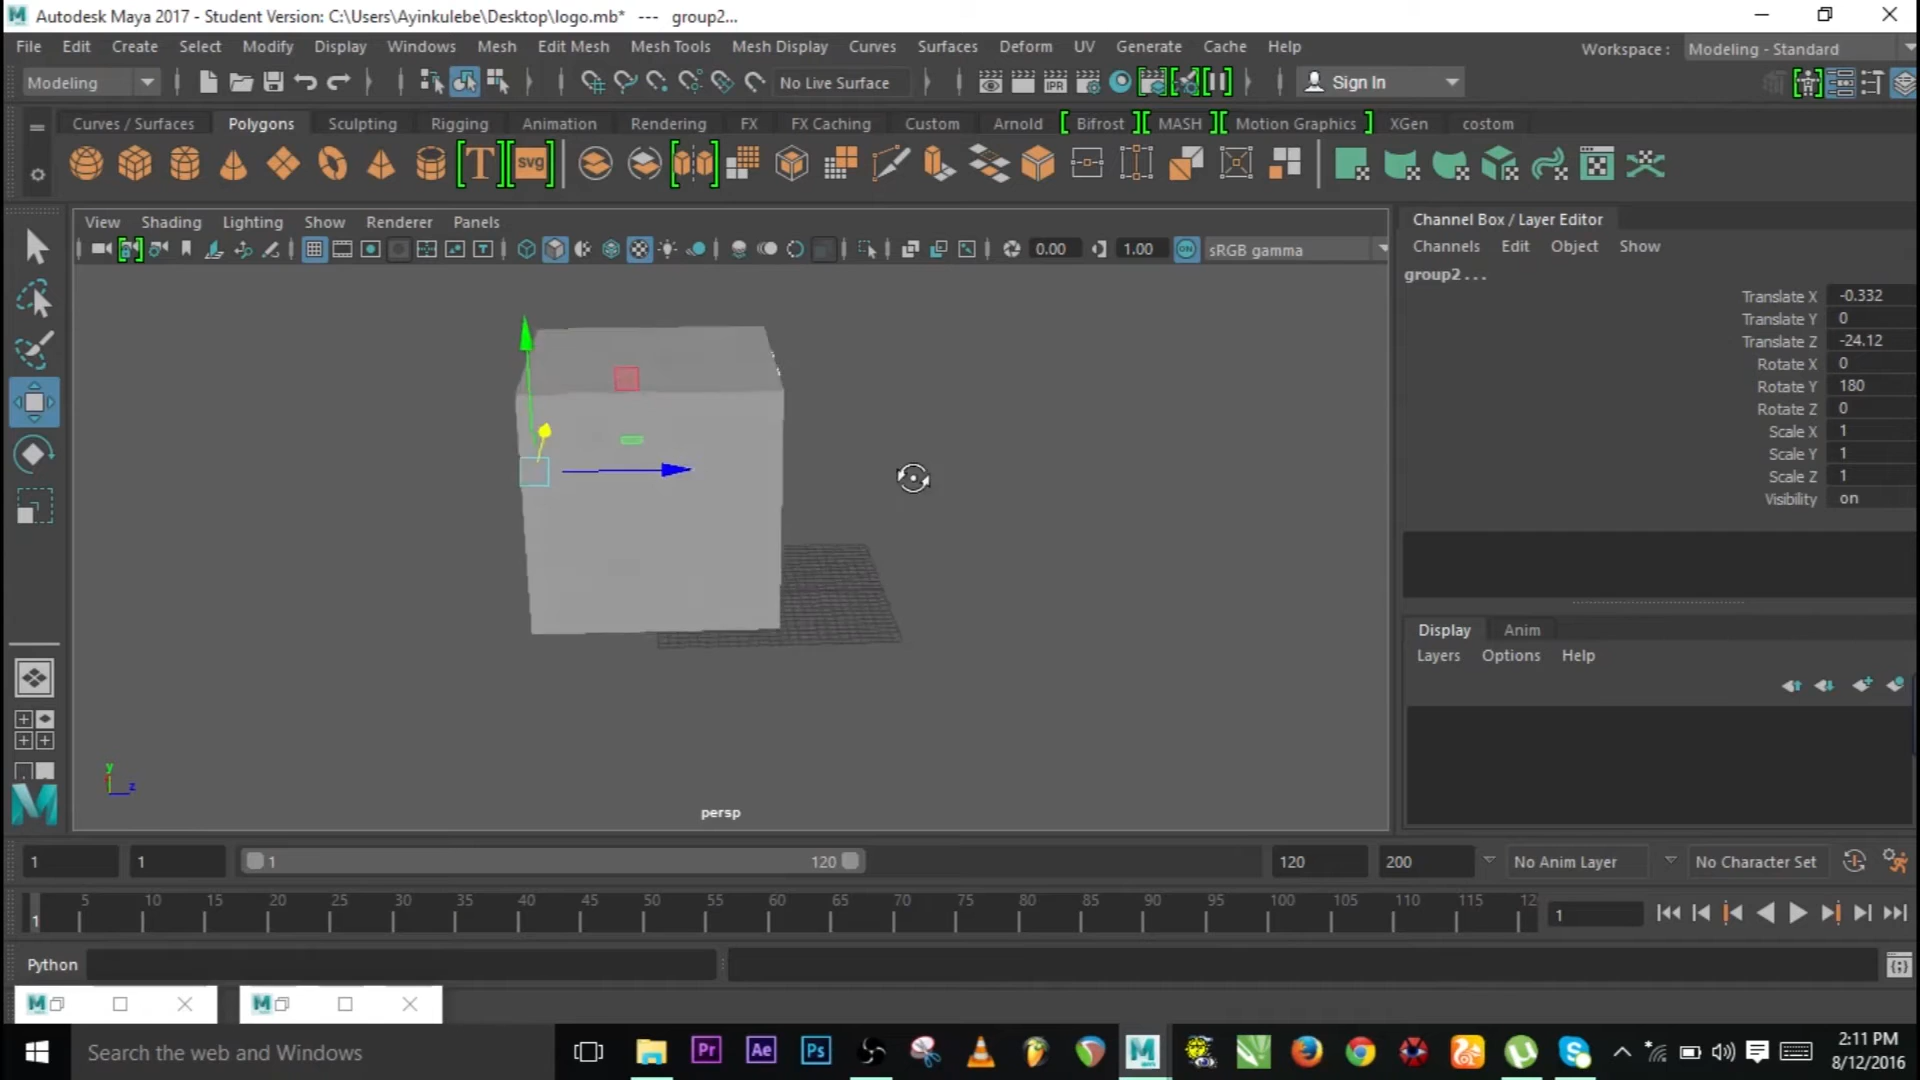 Autodesk Maya 2017 - Student Version: C:\Users\Ayinkulebe\Desktop\logo.mb* --- group2...
File Edit Create Select Modify Display Windows Mesh Edit Mesh Mesh Tools Mesh Display Curves Surfaces Deform UV Generate Cache Help Workspace : Modeling - Standard
Modeling No Live Surface IPR Sign In
Curves / Surfaces Polygons Sculpting Rigging Animation Rendering FX FX Caching Custom Arnold Bifrost MASH Motion Graphics XGen costom
T svg
View Shading Lighting Show Renderer Panels
0.00 1.00 ON sRGB gamma
Channel Box / Layer Editor
Channels Edit Object Show
group2 . . .
Translate X -0.332
Translate Y 0
Translate Z -24.12
Rotate X 0
Rotate Y 180
Rotate Z 0
Scale X 1
Scale Y 1
Scale Z 1
Visibility on
Display Anim
Layers Options Help
y
z
persp
1 1 1 120 120 200 No Anim Layer No Character Set
1 5 10 15 20 25 30 35 40 45 50 55 60 65 70 75 80 85 90 95 100 105 110 115 12 1
Python
Search the web and Windows
Pr Ae Ps M
2:11 PM
8/12/2016